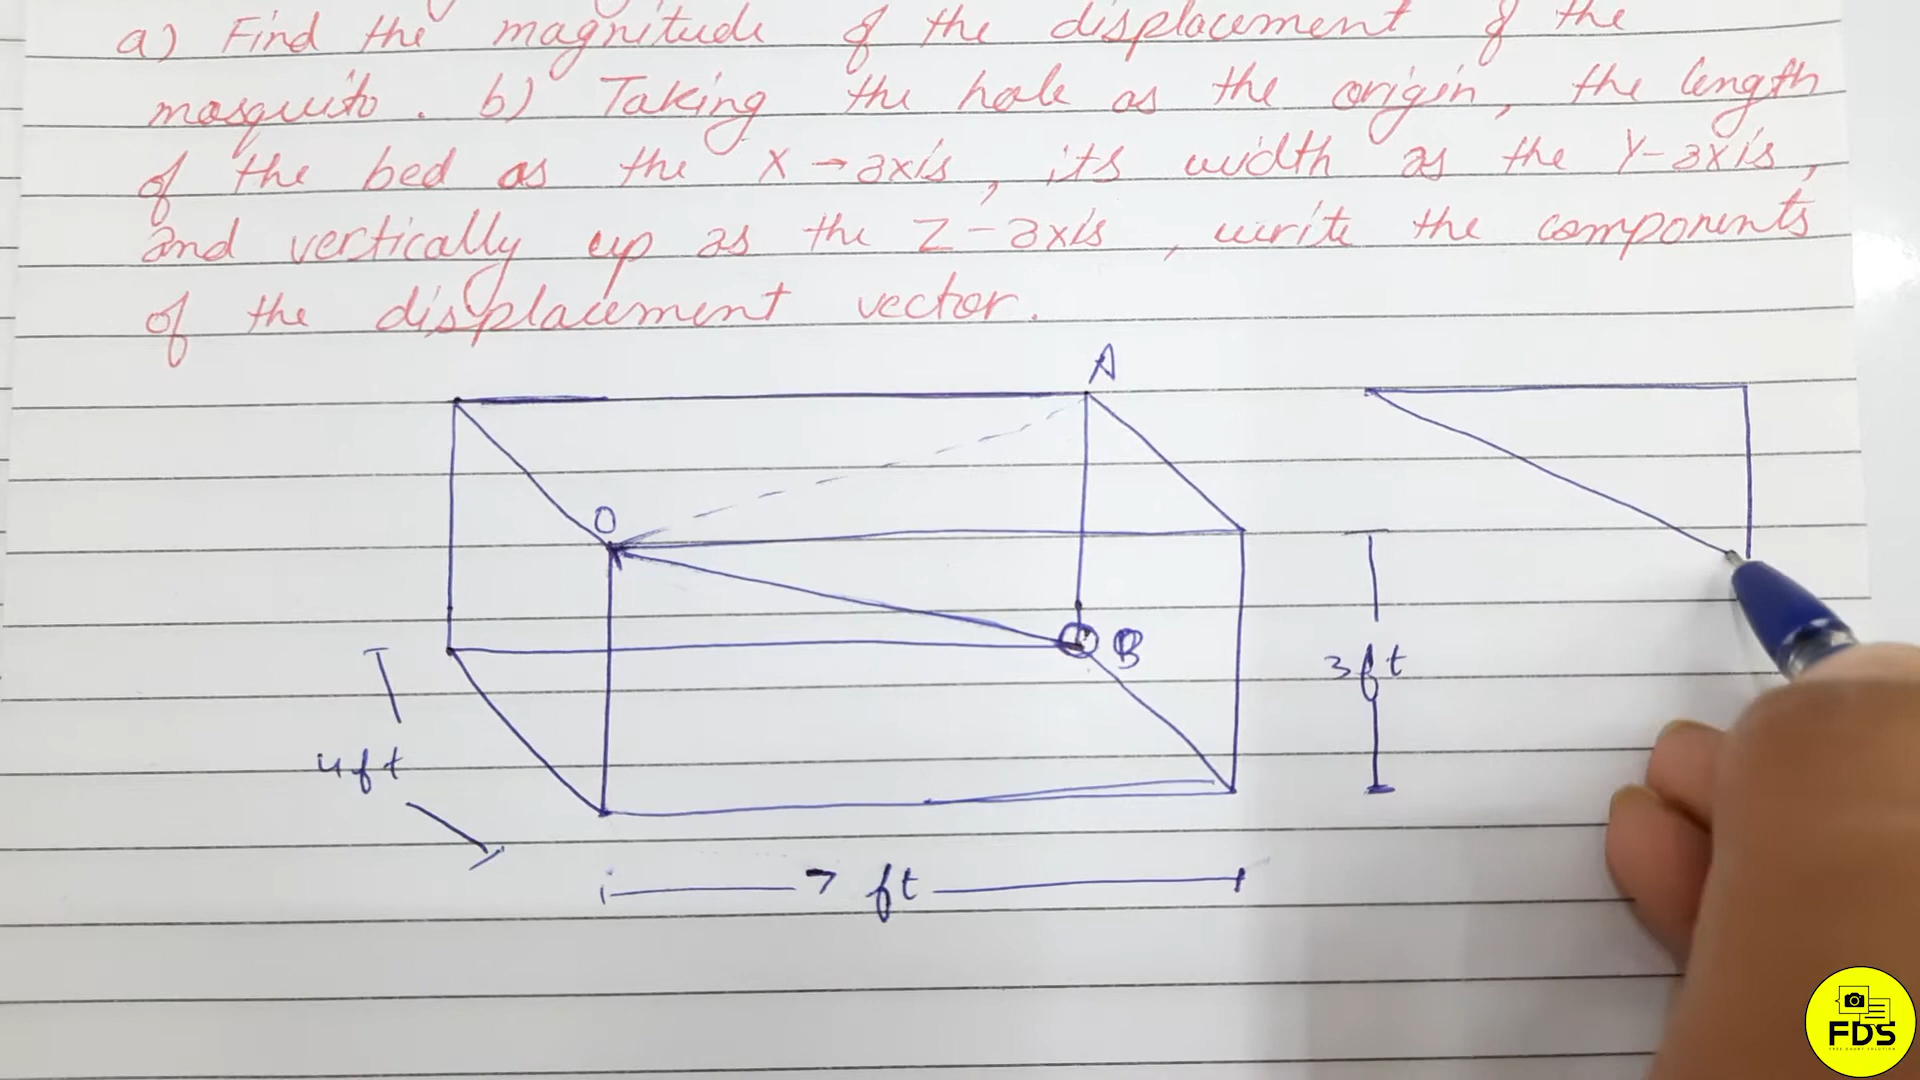 a) Find the magnitude of the displacement of the
mosquito. b) Taking the hole as the origin, the length
of the bed as the X-axis, its width as the Y-axis,
and vertically up as the Z-axis, write the components
of the displacement vector.
A
O
B
3ft
4ft
7 ft
FDS